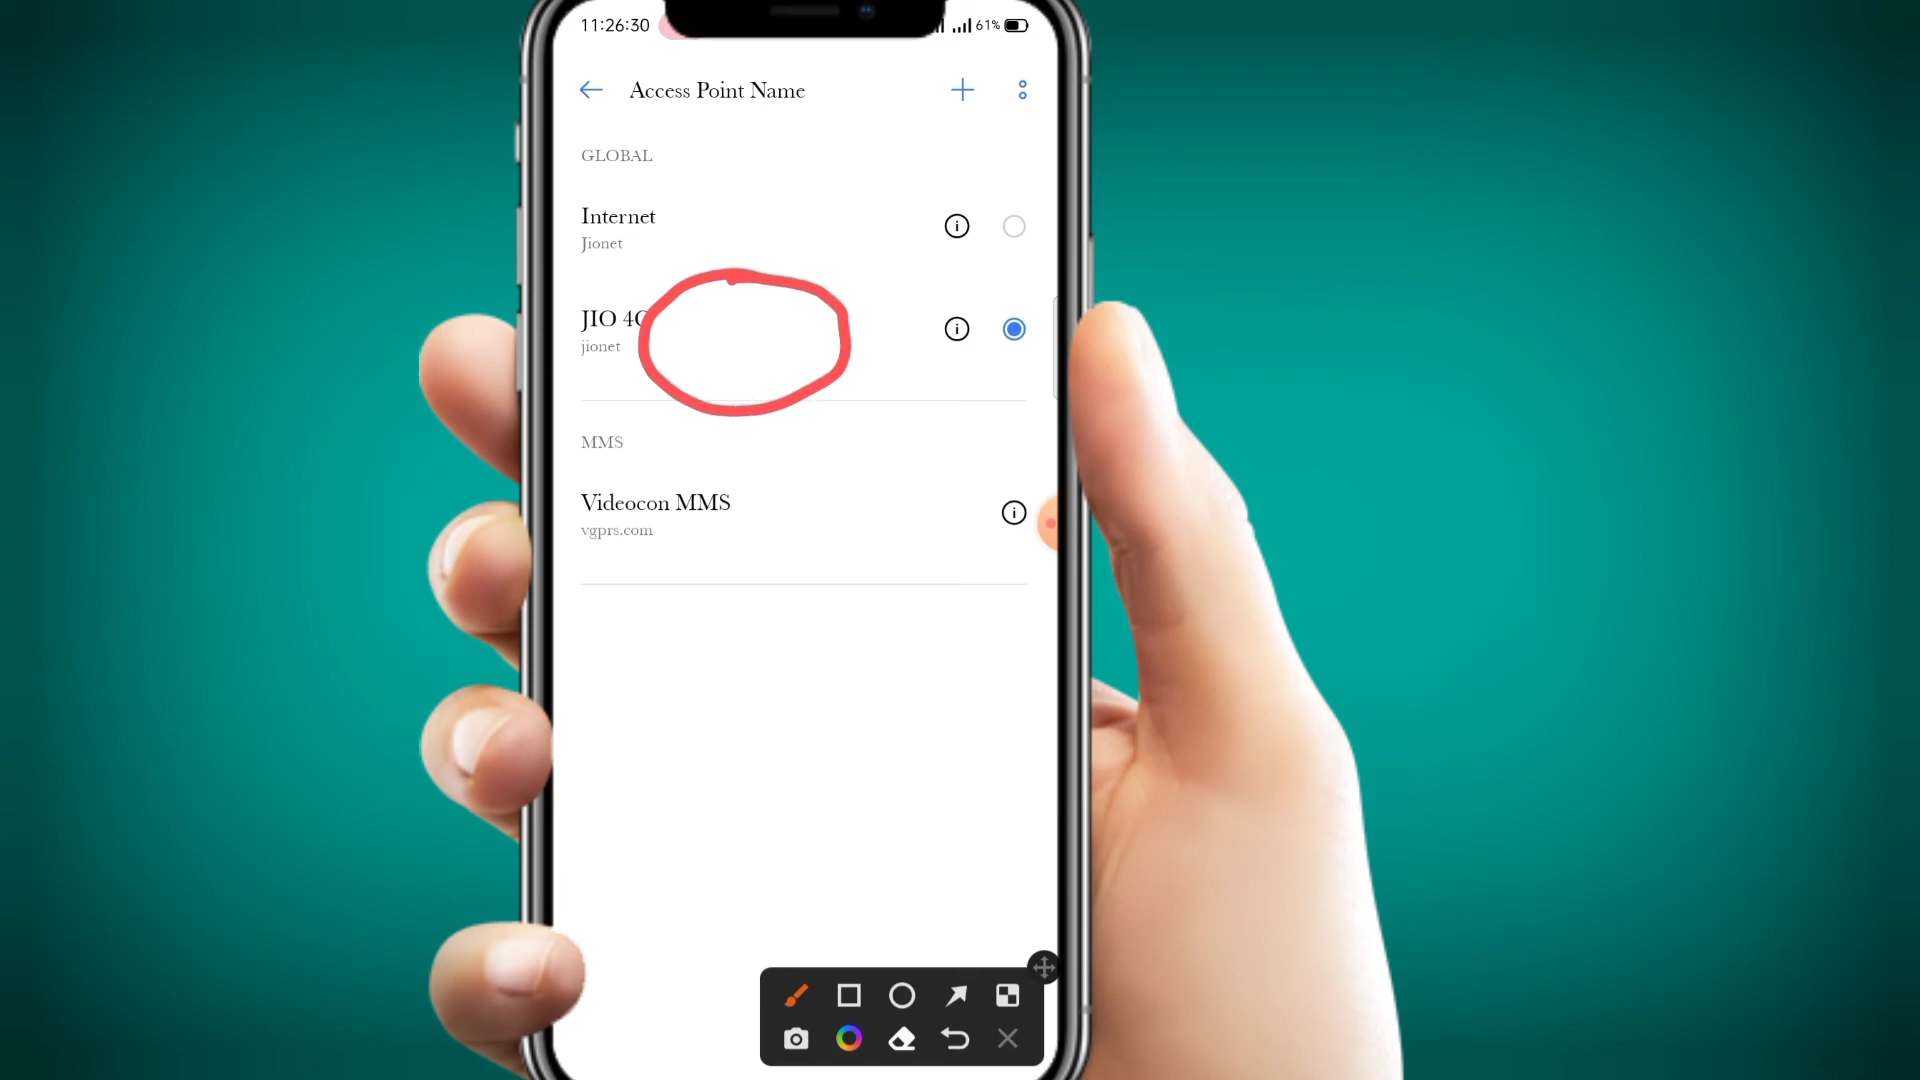 11:26:30
61%
Access Point Name
GLOBAL
Internet
Jionet
JIO 4G
jionet
MMS
Videocon MMS
vgprs.com